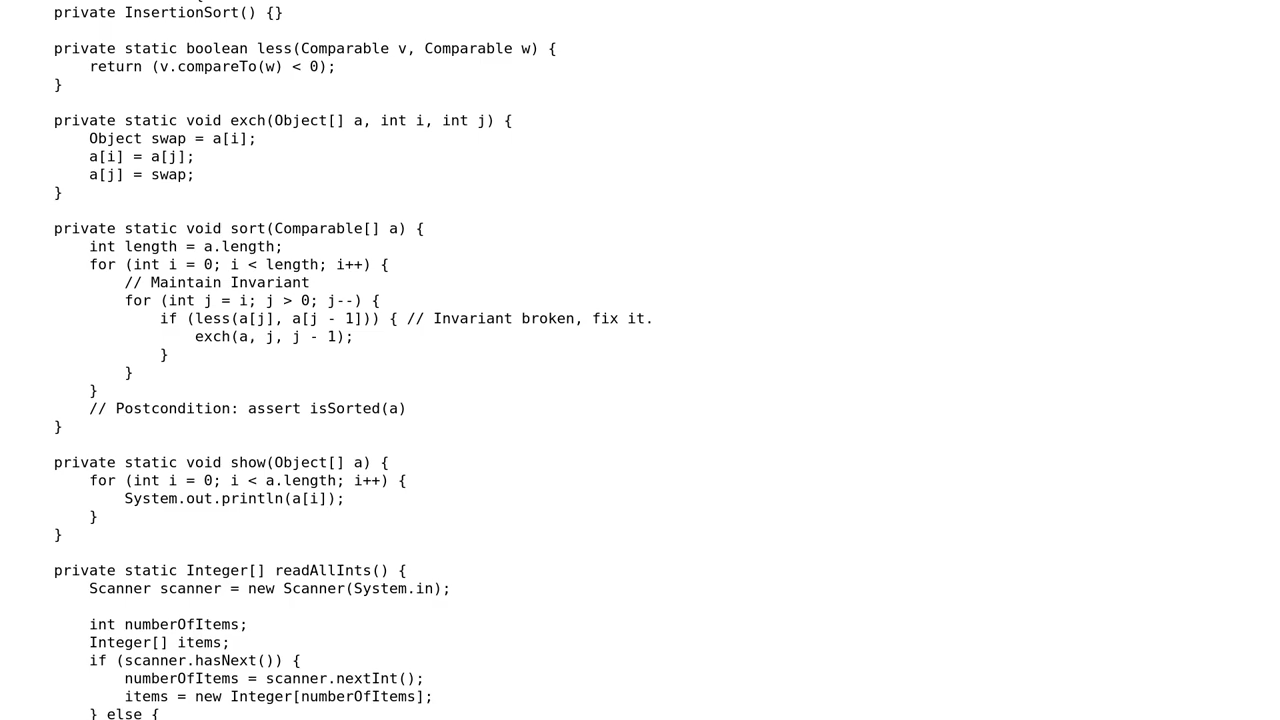 private InsertionSort() {}

    private static boolean less(Comparable v, Comparable w) {
        return (v.compareTo(w) < 0);
    }

    private static void exch(Object[] a, int i, int j) {
        Object swap = a[i];
        a[i] = a[j];
        a[j] = swap;
    }

    private static void sort(Comparable[] a) {
        int length = a.length;
        for (int i = 0; i < length; i++) {
            // Maintain Invariant
            for (int j = i; j > 0; j--) {
                if (less(a[j], a[j - 1])) { // Invariant broken, fix it.
                    exch(a, j, j - 1);
                }
            }
        }
        // Postcondition: assert isSorted(a)
    }

    private static void show(Object[] a) {
        for (int i = 0; i < a.length; i++) {
            System.out.println(a[i]);
        }
    }

    private static Integer[] readAllInts() {
        Scanner scanner = new Scanner(System.in);

        int numberOfItems;
        Integer[] items;
        if (scanner.hasNext()) {
            numberOfItems = scanner.nextInt();
            items = new Integer[numberOfItems];
        } else {